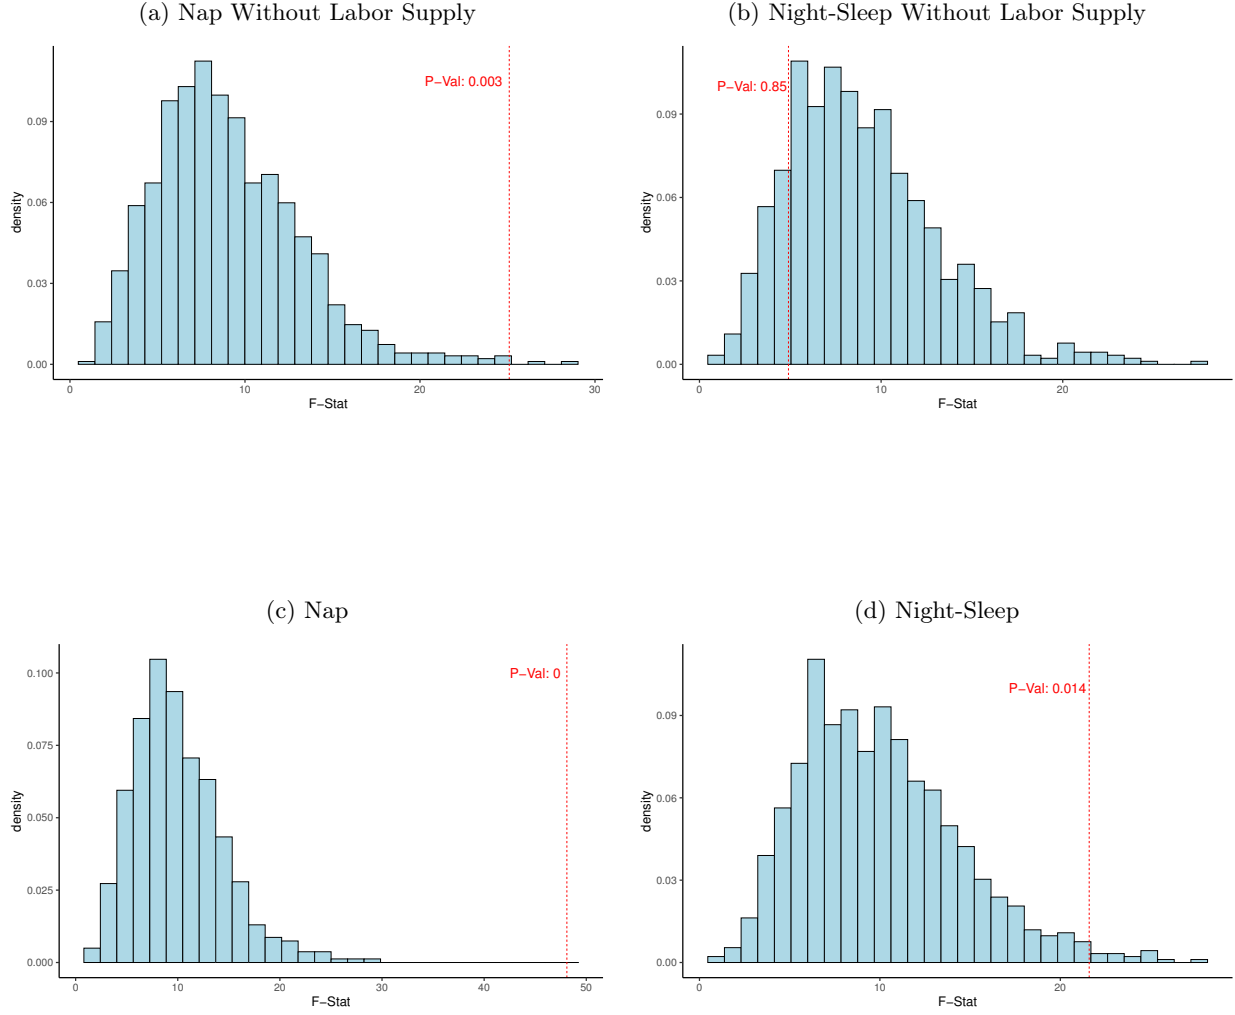 (a) Nap Without Labor Supply
P−Val: 0.003
0.09
0.06
0.03
0.00
density
0
10
20
30
F−Stat
(b) Night-Sleep Without Labor Supply
P−Val: 0.85
0.09
0.06
0.03
0.00
density
0
10
20
F−Stat
(c) Nap
P−Val: 0
0.100
0.075
0.050
0.025
0.000
density
0
10
20
30
40
50
F−Stat
(d) Night-Sleep
P−Val: 0.014
0.09
0.06
0.03
0.00
density
0
10
20
F−Stat